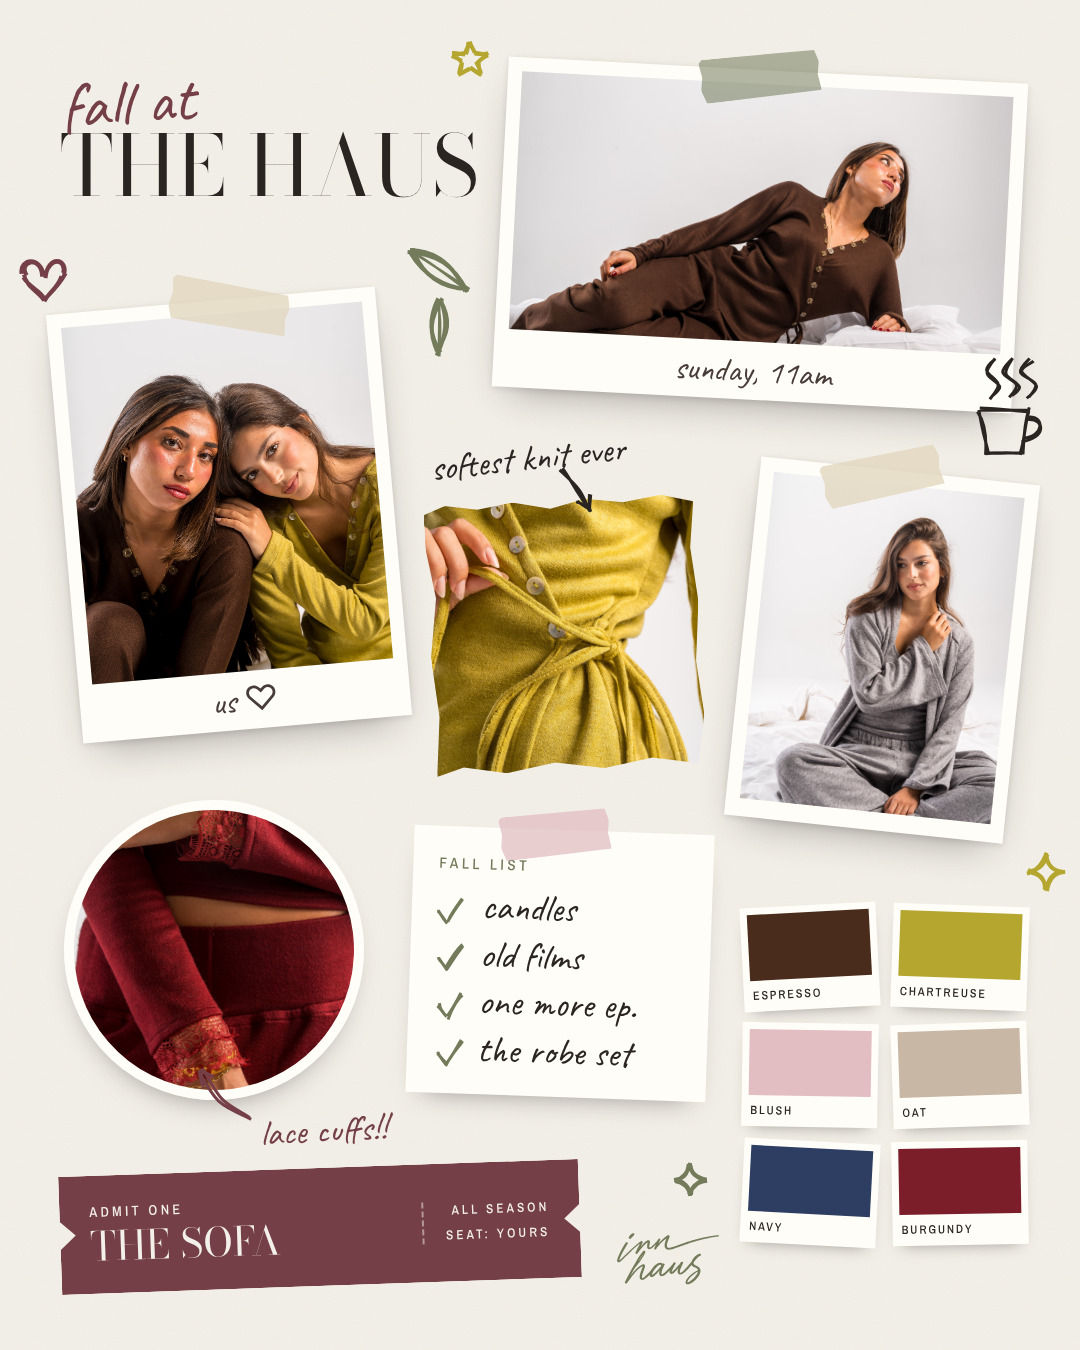 fall at
THE HAUS
sunday, 11am
us
softest knit ever
FALL LIST
candles
old films
one more ep.
the robe set
lace cuffs!!
ESPRESSO
CHARTREUSE
BLUSH
OAT
NAVY
BURGUNDY
ADMIT ONE
THE SOFA
ALL SEASON
SEAT: YOURS
inn
haus